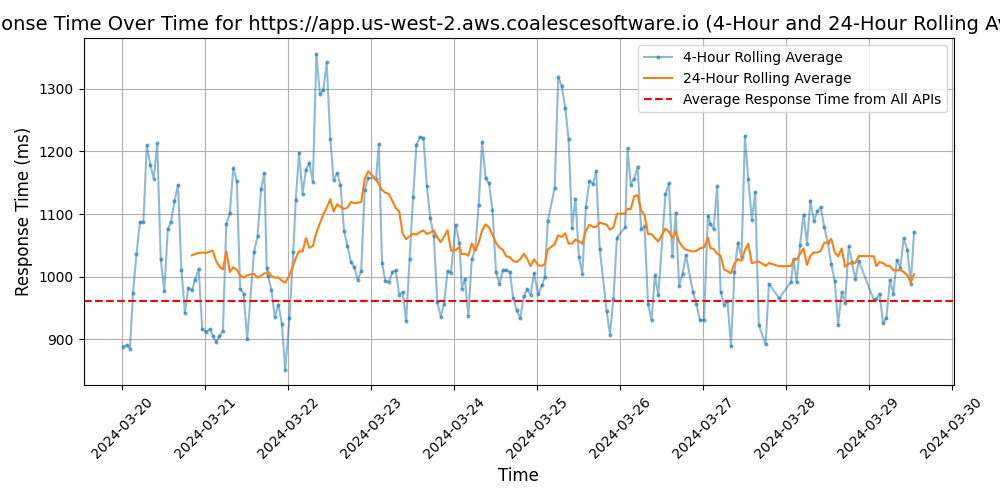 onse Time Over Time for https://app.us-west-2.aws.coalescesoftware.io (4-Hour and 24-Hour Rolling Av
4-Hour Rolling Average
24-Hour Rolling Average
Average Response Time from All APIs
Response Time (ms)
1300
1200
1100
1000
900
2024-03-20
2024-03-21
2024-03-22
2024-03-23
2024-03-24
2024-03-25
2024-03-26
2024-03-27
2024-03-28
2024-03-29
2024-03-30
Time